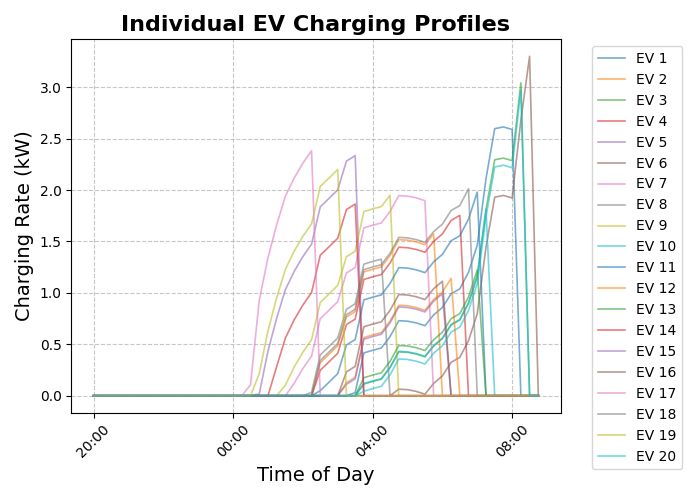 Individual EV Charging Profiles
Charging Rate (kW)
3.0
2.5
2.0
1.5
1.0
0.5
0.0
20:00
00:00
04:00
08:00
Time of Day
EV 1
EV 2
EV 3
EV 4
EV 5
EV 6
EV 7
EV 8
EV 9
EV 10
EV 11
EV 12
EV 13
EV 14
EV 15
EV 16
EV 17
EV 18
EV 19
EV 20